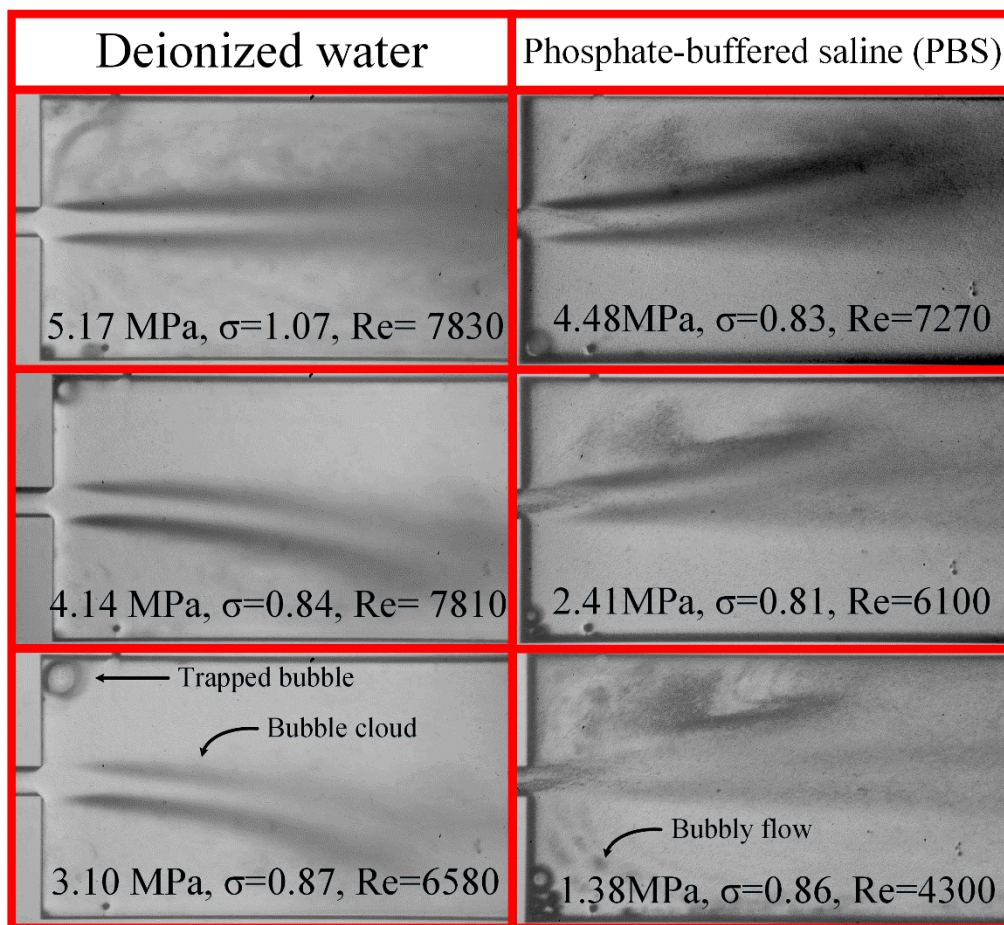 Deionized water
Phosphate-buffered saline (PBS)
5.17 MPa, σ=1.07, Re= 7830
4.48MPa, σ=0.83, Re=7270
4.14 MPa, σ=0.84, Re= 7810
2.41MPa, σ=0.81, Re=6100
Trapped bubble
Bubble cloud
3.10 MPa, σ=0.87, Re=6580
Bubbly flow
1.38MPa, σ=0.86, Re=4300